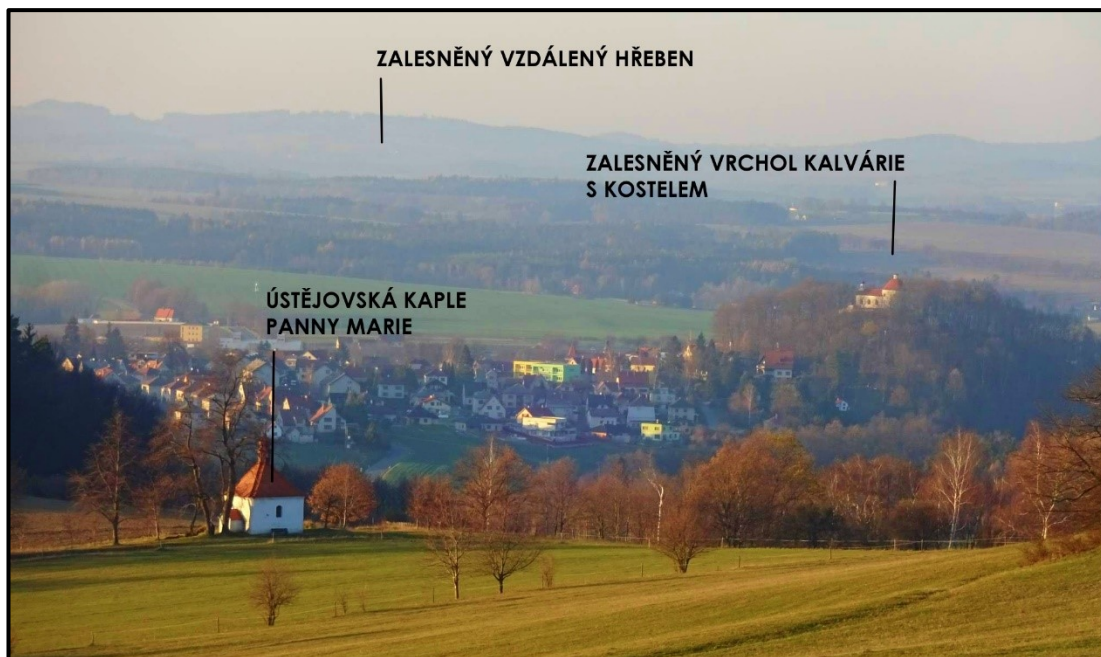 ZALESNĚNÝ VZDÁLENÝ HŘEBEN
ZALESNĚNÝ VRCHOL KALVÁRIE
S KOSTELEM
ÚSTĚJOVSKÁ KAPLE
PANNY MARIE